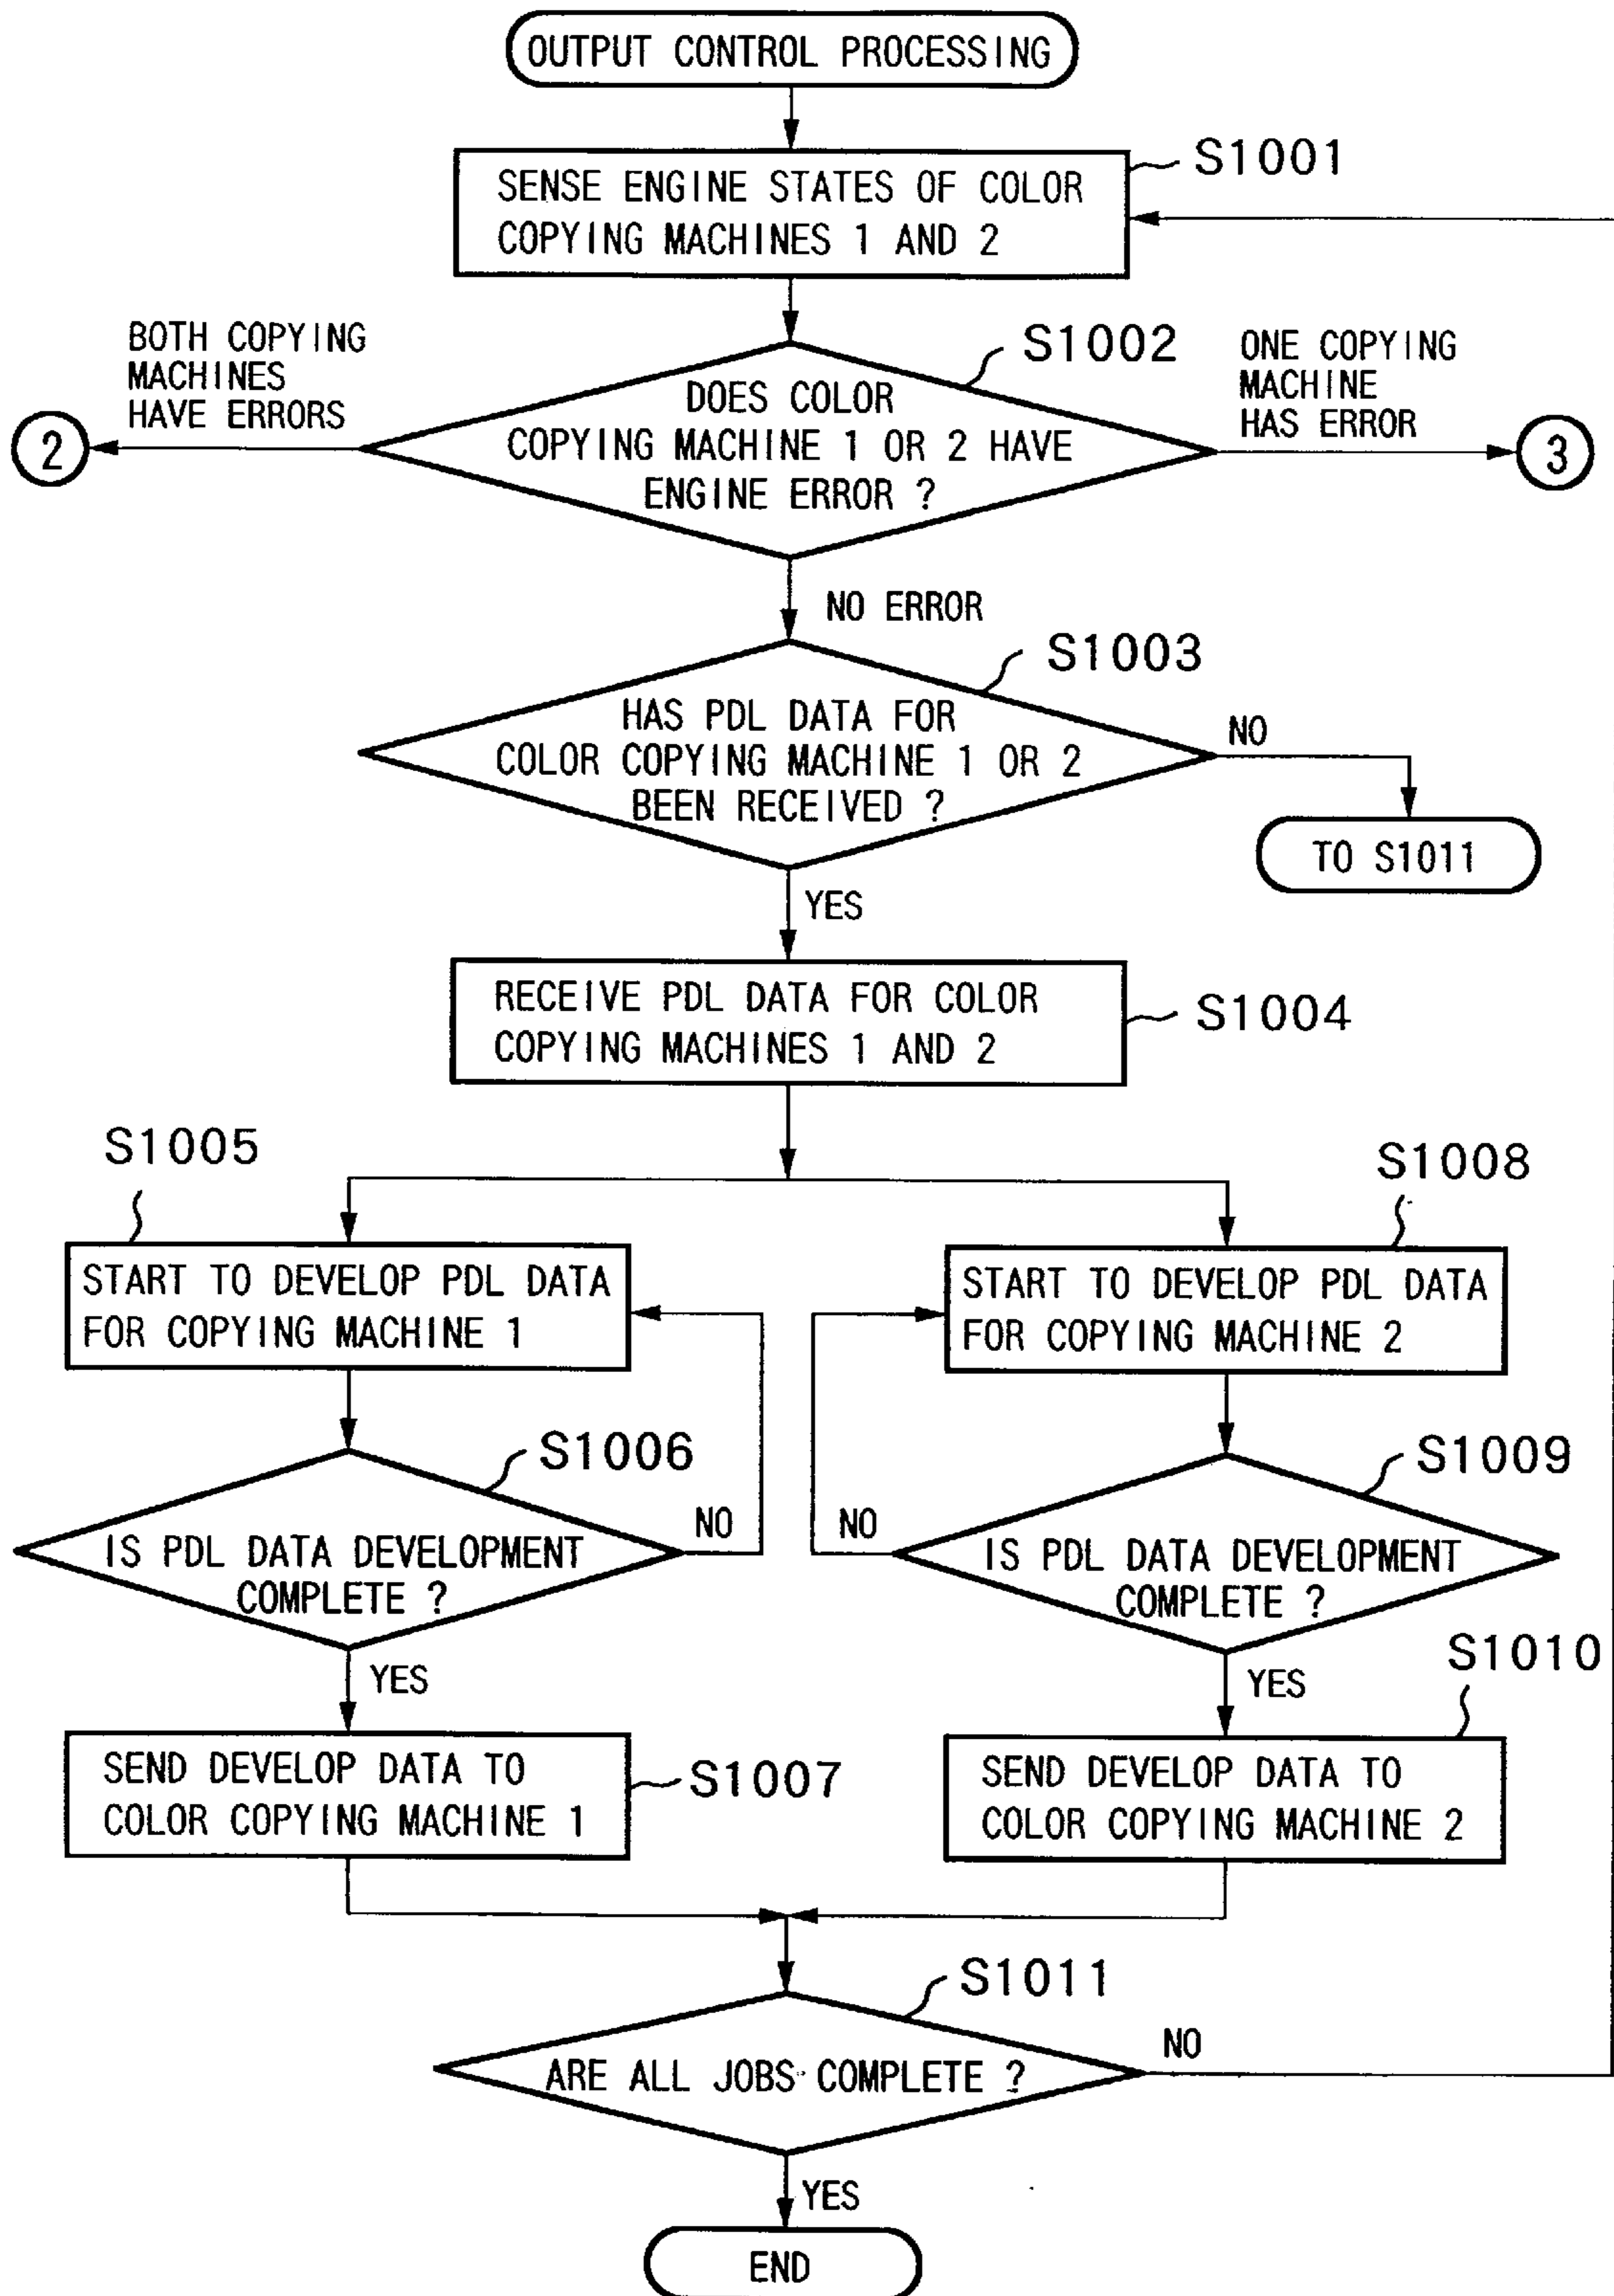 OUTPUT CONTROL PROCESSING
S1001
SENSE ENGINE STATES OF COLOR
COPYING MACHINES 1 AND 2
BOTH COPYING
MACHINES
HAVE ERRORS
S1002
ONE COPYING
MACHINE
HAS ERROR
DOES COLOR
COPYING MACHINE 1 OR 2 HAVE
ENGINE ERROR ?
2
3
NO ERROR
S1003
HAS PDL DATA FOR
COLOR COPYING MACHINE 1 OR 2
BEEN RECEIVED ?
NO
TO S1011
YES
RECEIVE PDL DATA FOR COLOR
COPYING MACHINES 1 AND 2
S1004
S1005
S1008
START TO DEVELOP PDL DATA
FOR COPYING MACHINE 1
START TO DEVELOP PDL DATA
FOR COPYING MACHINE 2
S1006
S1009
NO
NO
IS PDL DATA DEVELOPMENT
COMPLETE ?
IS PDL DATA DEVELOPMENT
COMPLETE ?
YES
YES
S1010
SEND DEVELOP DATA TO
COLOR COPYING MACHINE 1
S1007
SEND DEVELOP DATA TO
COLOR COPYING MACHINE 2
S1011
NO
ARE ALL JOBS COMPLETE ?
YES
END